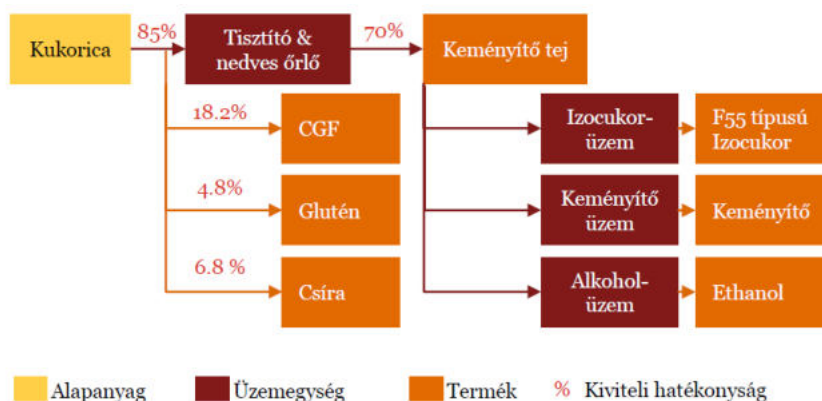 Kukorica
85%
Tisztító &
nedves őrlő
70%
Keményítő tej
18.2%
CGF
Izocukor-
üzem
F55 típusú
Izocukor
4.8%
Glutén
Keményítő
üzem
Keményítő
6.8 %
Csíra
Alkohol-
üzem
Ethanol
Alapanyag
Üzemegység
Termék
% Kiviteli hatékonyság